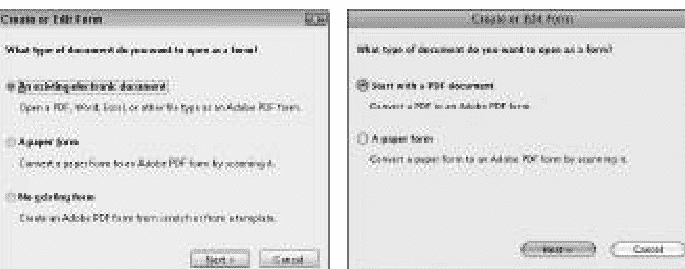 Create or Edit Form
What type of document do you want to open as a form?
An existing electronic document
Open a PDF, Word, Excel, or other file type as an Adobe PDF form.
A paper form
Convert a paper form to an Adobe PDF form by scanning it.
No existing form
Create an Adobe PDF form from scratch or from a template.
Next >
Cancel
Create or Edit Form
What type of document do you want to open as a form?
Start with a PDF document
Convert a PDF to an Adobe PDF form.
A paper form
Convert a paper form to an Adobe PDF form by scanning it.
Next >
Cancel